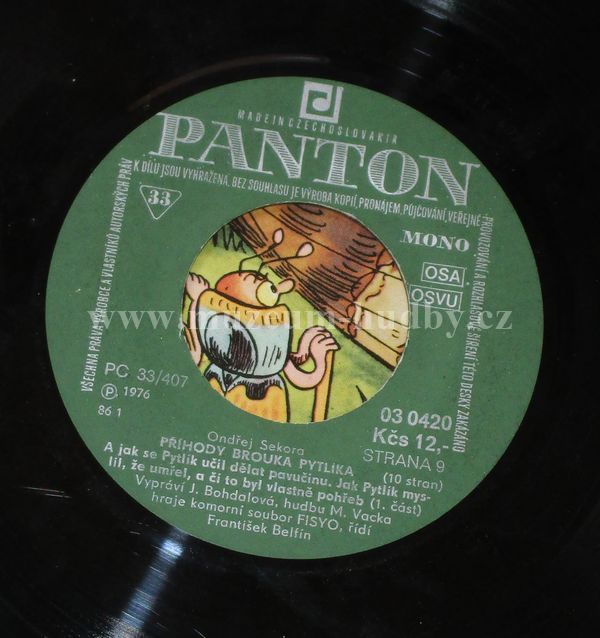 MADE IN CZECHOSLOVAKIA
PANTON
VŠECHNA PRÁVA VÝROBCE A VLASTNÍKŮ AUTORSKÝCH PRÁV K DÍLU JSOU VYHRAŽENA. BEZ SOUHLASU JE VÝROBA KOPIÍ, PRONÁJEM, PŮJČOVÁNÍ, VEŘEJNÉ PROVOZOVÁNÍ A ROZHLASOVÉ ŠÍŘENÍ TÉTO DESKY ZAKÁZÁNO
33
MONO
OSA
OSVU
www.muzeum-hudby.cz
PC 33/407
Ⓟ 1976
86 1
03 0420
Kčs 12,-
STRANA 9
(10 stran)
Ondřej Sekora
PŘÍHODY BROUKA PYTLÍKA
A jak se Pytlík učil dělat pavučinu. Jak Pytlík mys-
lil, že umřel, a čí to byl vlastně pohřeb (1. část)
Vypráví J. Bohdalová, hudbu M. Vacka
hraje komorní soubor FISYO, řídí
František Belfín